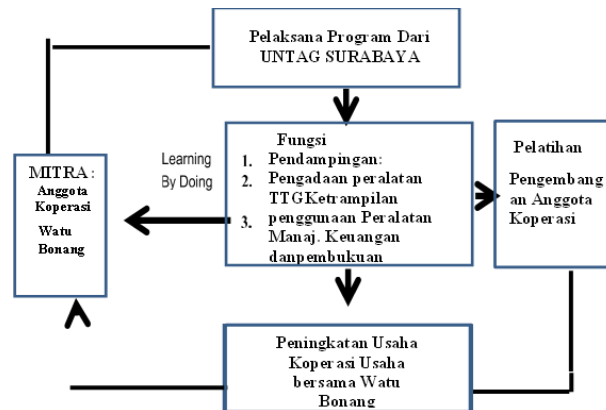 Pelaksana Program Dari
UNTAG SURABAYA
Fungsi
1. Pendampingan:
2. Pengadaan peralatan
TTGKetrampilan
3. penggunaan Peralatan
Manaj. Keuangan
danpembukuan
Learning
By Doing
MITRA :
Anggota
Koperasi
Watu
Bonang
Pelatihan
Pengembang
an Anggota
Koperasi
Peningkatan Usaha
Koperasi Usaha
bersama Watu
Bonang